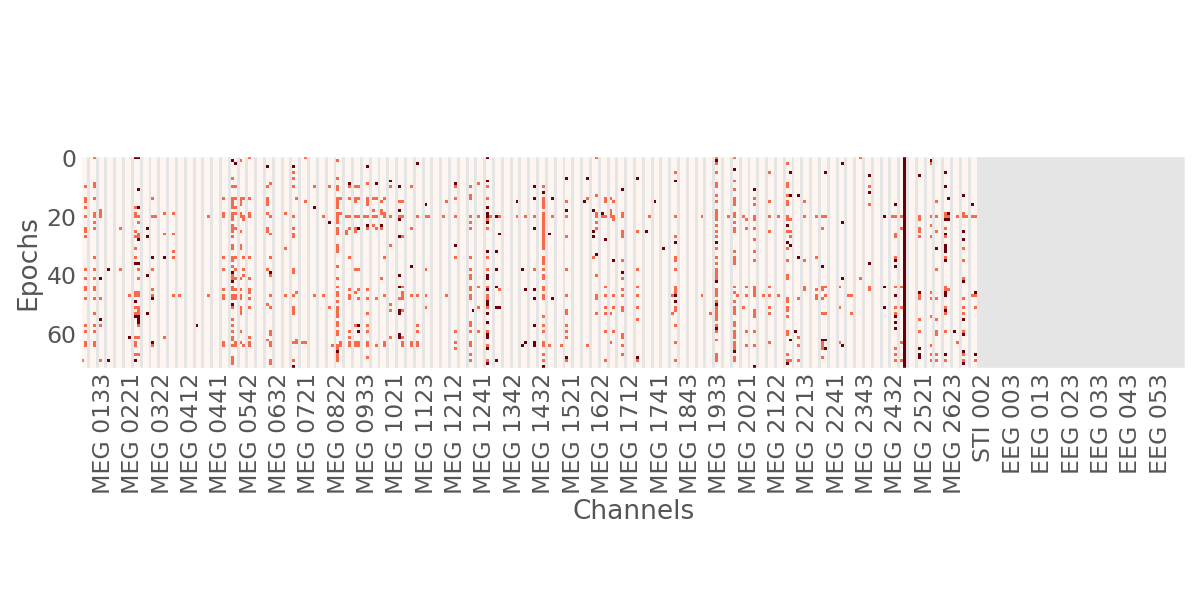 Epochs
0
20
40
60
MEG 0133
MEG 0221
MEG 0322
MEG 0412
MEG 0441
MEG 0542
MEG 0632
MEG 0721
MEG 0822
MEG 0933
MEG 1021
MEG 1123
MEG 1212
MEG 1241
MEG 1342
MEG 1432
MEG 1521
MEG 1622
MEG 1712
MEG 1741
MEG 1843
MEG 1933
MEG 2021
MEG 2122
MEG 2213
MEG 2241
MEG 2343
MEG 2432
MEG 2521
MEG 2623
STI 002
EEG 003
EEG 013
EEG 023
EEG 033
EEG 043
EEG 053
Channels